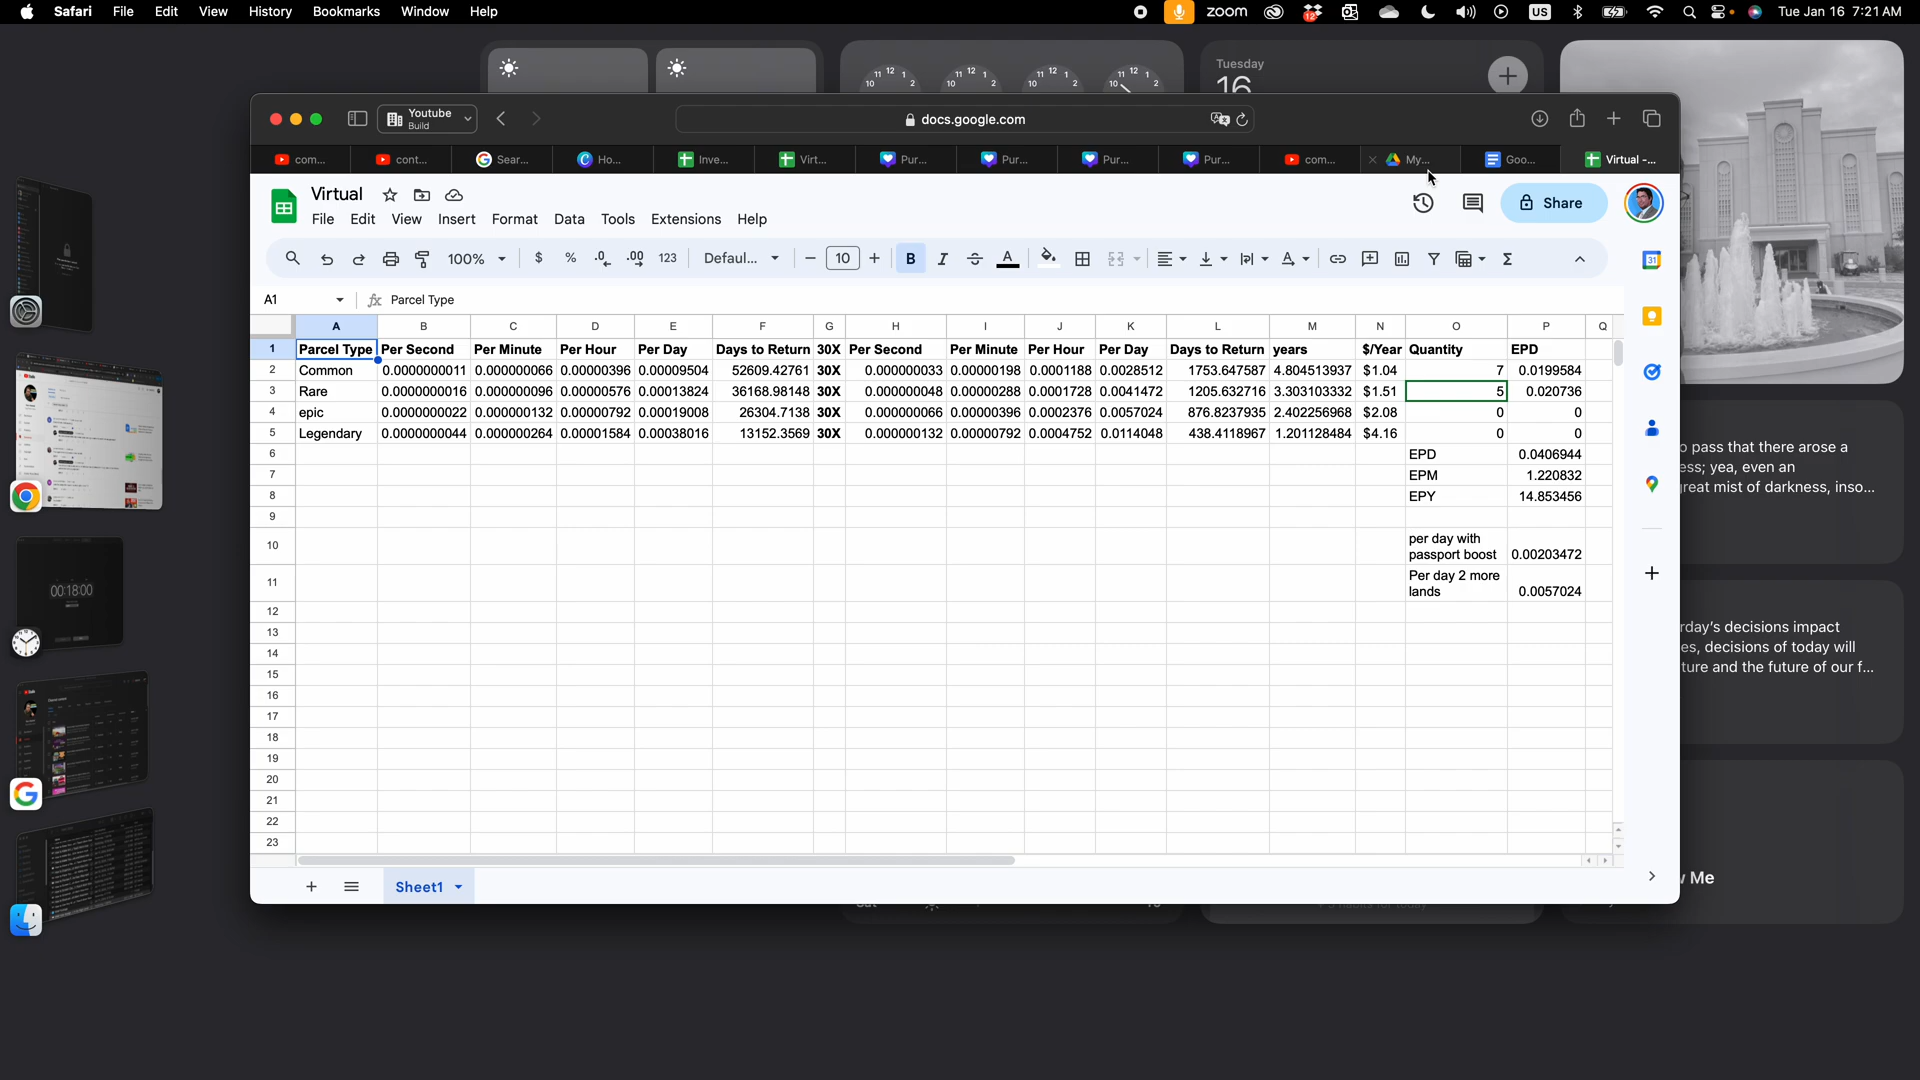 Safari File Edit View History Bookmarks Window Help
12
zoom
US
Tue Jan 16 7:21 AM
Tuesday
16
Youtube
Build
docs.google.com
com...
cont...
Sear...
Ho...
Inve...
Virt...
Pur...
Pur...
Pur...
Pur...
com...
My...
Goo...
Virtual -...
Virtual
File Edit View Insert Format Data Tools Extensions Help
Share
100% $ % .0 .00 123 Defaul... 10 B I
A1 fx Parcel Type
A B C D E F G H I J K L M N O P Q
1 Parcel Type Per Second Per Minute Per Hour Per Day Days to Return 30X Per Second Per Minute Per Hour Per Day Days to Return years $/Year Quantity EPD
2 Common 0.0000000011 0.000000066 0.00000396 0.00009504 52609.42761 30X 0.000000033 0.00000198 0.0001188 0.0028512 1753.647587 4.804513937 $1.04 7 0.0199584
3 Rare 0.0000000016 0.000000096 0.00000576 0.00013824 36168.98148 30X 0.000000048 0.00000288 0.0001728 0.0041472 1205.632716 3.303103332 $1.51 5 0.020736
4 epic 0.0000000022 0.000000132 0.00000792 0.00019008 26304.7138 30X 0.000000066 0.00000396 0.0002376 0.0057024 876.8237935 2.402256968 $2.08 0 0
5 Legendary 0.0000000044 0.000000264 0.00001584 0.00038016 13152.3569 30X 0.000000132 0.00000792 0.0004752 0.0114048 438.4118967 1.201128484 $4.16 0 0
6 EPD 0.0406944
7 EPM 1.220832
8 EPY 14.853456
9
10 per day with
passport boost 0.00203472
11 Per day 2 more
lands 0.0057024
12
13
14
15
16
17
18
19
20
21
22
23
Sheet1
31
00:18:00
o pass that there arose a
ess; yea, even an
reat mist of darkness, inso...
rday's decisions impact
es, decisions of today will
ture and the future of our f...
Me